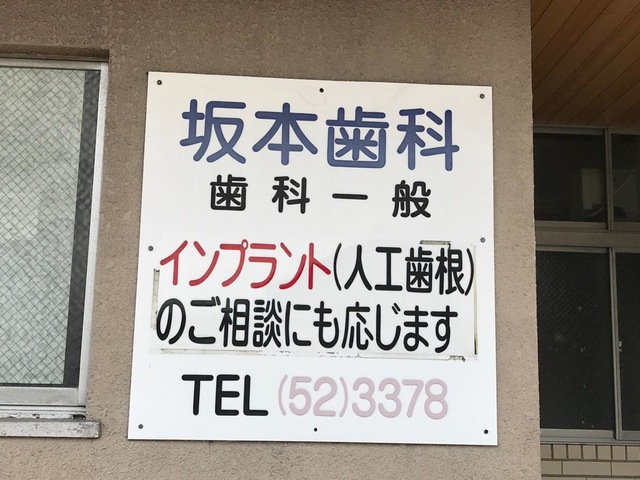 坂本歯科
歯科一般
インプラント(人工歯根)
のご相談にも応じます
TEL (52)3378